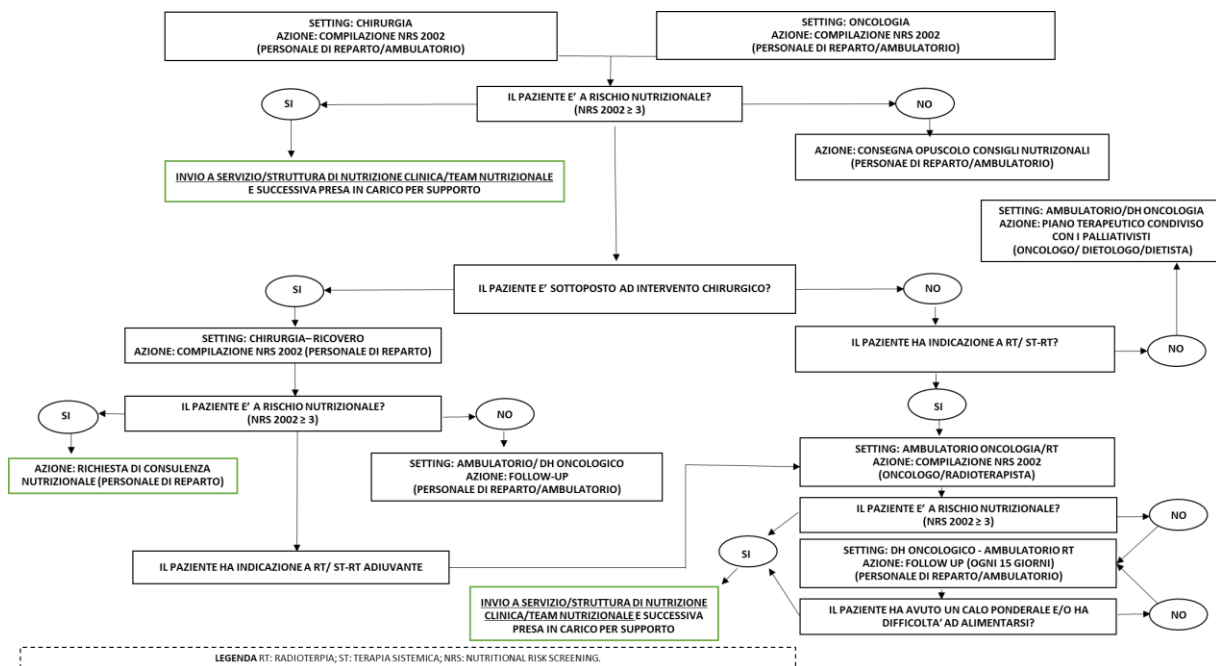 SETTING: CHIRURGIA
AZIONE: COMPILAZIONE NRS 2002
(PERSONALE DI REPARTO/AMBULATORIO)
SETTING: ONCOLOGIA
AZIONE: COMPILAZIONE NRS 2002
(PERSONALE DI REPARTO/AMBULATORIO)
SI
IL PAZIENTE E' A RISCHIO NUTRIZIONALE?
(NRS 2002 ≥ 3)
NO
INVIO A SERVIZIO/STRUTTURA DI NUTRIZIONE CLINICA/TEAM NUTRIZIONALE
E SUCCESSIVA PRESA IN CARICO PER SUPPORTO
AZIONE: CONSEGNA OPUSCOLO CONSIGLI NUTRIZONALI
(PERSONAE DI REPARTO/AMBULATORIO)
SETTING: AMBULATORIO/DH ONCOLOGIA
AZIONE: PIANO TERAPEUTICO CONDIVISO
CON I PALLIATIVISTI
(ONCOLOGO/ DIETOLOGO/DIETISTA)
SI
IL PAZIENTE E' SOTTOPOSTO AD INTERVENTO CHIRURGICO?
NO
SETTING: CHIRURGIA– RICOVERO
AZIONE: COMPILAZIONE NRS 2002 (PERSONALE DI REPARTO)
IL PAZIENTE HA INDICAZIONE A RT/ ST-RT?
NO
SI
SI
IL PAZIENTE E' A RISCHIO NUTRIZIONALE?
(NRS 2002 ≥ 3)
NO
AZIONE: RICHIESTA DI CONSULENZA
NUTRIZIONALE (PERSONALE DI REPARTO)
SETTING: AMBULATORIO/ DH ONCOLOGICO
AZIONE: FOLLOW-UP
(PERSONALE DI REPARTO/AMBULATORIO)
SETTING: AMBULATORIO ONCOLOGIA/RT
AZIONE: COMPILAZIONE NRS 2002
(ONCOLOGO/RADIOTERAPISTA)
IL PAZIENTE E' A RISCHIO NUTRIZIONALE?
(NRS 2002 ≥ 3)
NO
SI
IL PAZIENTE HA INDICAZIONE A RT/ ST-RT ADIUVANTE
SETTING: DH ONCOLOGICO - AMBULATORIO RT
AZIONE: FOLLOW UP (OGNI 15 GIORNI)
(PERSONALE DI REPARTO/AMBULATORIO)
INVIO A SERVIZIO/STRUTTURA DI NUTRIZIONE
CLINICA/TEAM NUTRIZIONALE E SUCCESSIVA
PRESA IN CARICO PER SUPPORTO
IL PAZIENTE HA AVUTO UN CALO PONDERALE E/O HA
DIFFICOLTA' AD ALIMENTARSI?
NO
LEGENDA RT: RADIOTERPIA; ST: TERAPIA SISTEMICA; NRS: NUTRITIONAL RISK SCREENING.